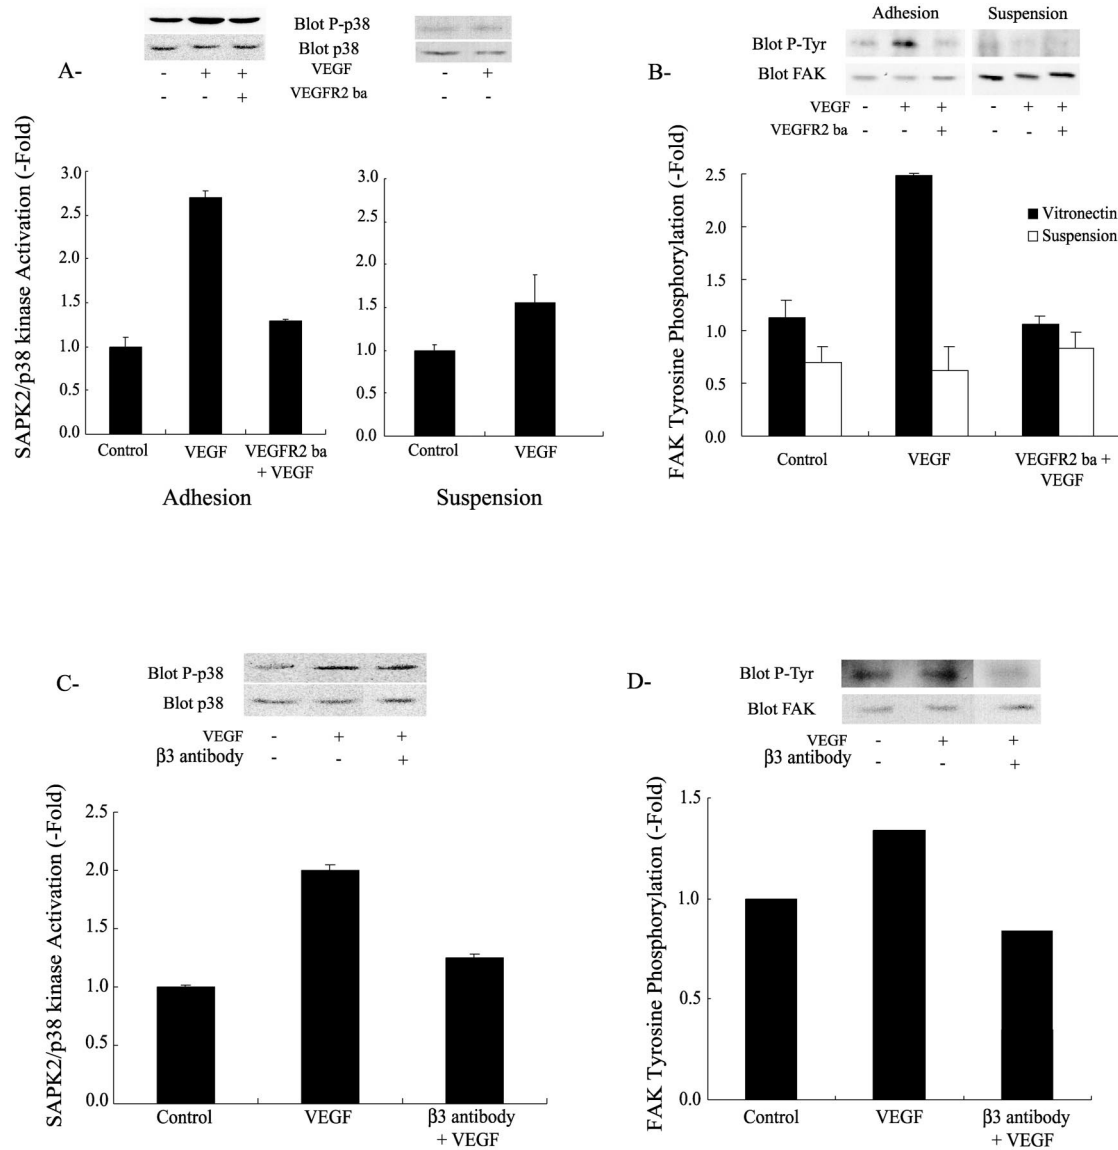 A-
Blot P-p38
Blot p38
- + + VEGF - +
- - + VEGFR2 ba - -
SAPK2/p38 kinase Activation (-Fold)
3.0
2.5
2.0
1.5
1.0
0.5
0.0
Control VEGF VEGFR2 ba
+ VEGF
Adhesion
3.0
2.5
2.0
1.5
1.0
0.5
0.0
Control VEGF
Suspension
B-
Adhesion Suspension
Blot P-Tyr
Blot FAK
VEGF - + + - + +
VEGFR2 ba - - + - - +
FAK Tyrosine Phosphorylation (-Fold)
2.5
2.0
1.5
1.0
0.5
0.0
Vitronectin
Suspension
Control VEGF VEGFR2 ba +
VEGF
C-
Blot P-p38
Blot p38
VEGF - + +
β3 antibody - - +
SAPK2/p38 kinase Activation (-Fold)
2.5
2.0
1.5
1.0
0.5
0.0
Control VEGF β3 antibody
+ VEGF
D-
Blot P-Tyr
Blot FAK
VEGF - + +
β3 antibody - - +
FAK Tyrosine Phosphorylation (-Fold)
1.5
1.0
0.5
0.0
Control VEGF β3 antibody
+ VEGF